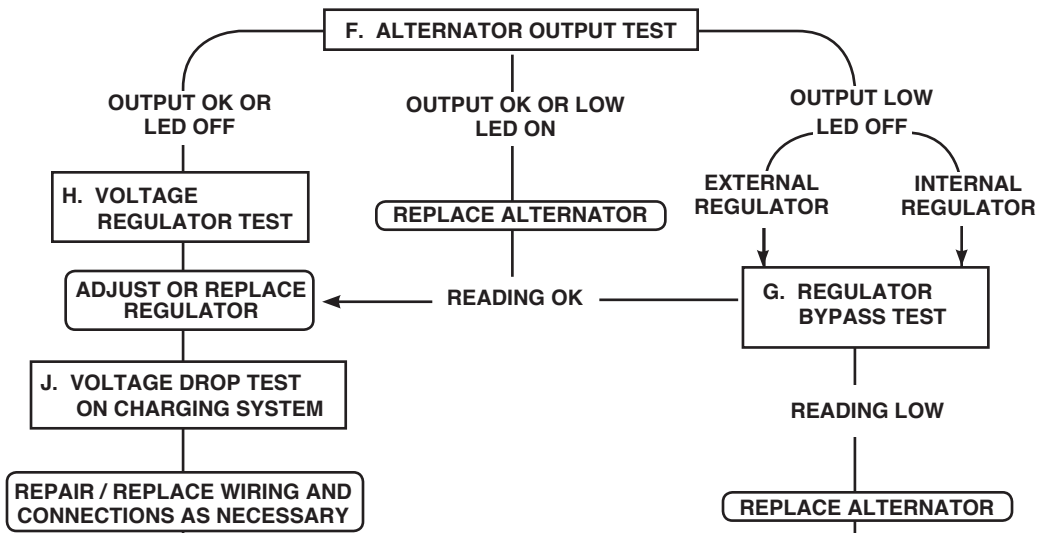 F. ALTERNATOR OUTPUT TEST
OUTPUT OK OR
LED OFF
OUTPUT OK OR LOW
LED ON
OUTPUT LOW
LED OFF
H. VOLTAGE
REGULATOR TEST
REPLACE ALTERNATOR
EXTERNAL
REGULATOR
INTERNAL
REGULATOR
ADJUST OR REPLACE
REGULATOR
READING OK
G. REGULATOR
BYPASS TEST
J. VOLTAGE DROP TEST
ON CHARGING SYSTEM
READING LOW
REPAIR / REPLACE WIRING AND
CONNECTIONS AS NECESSARY
REPLACE ALTERNATOR